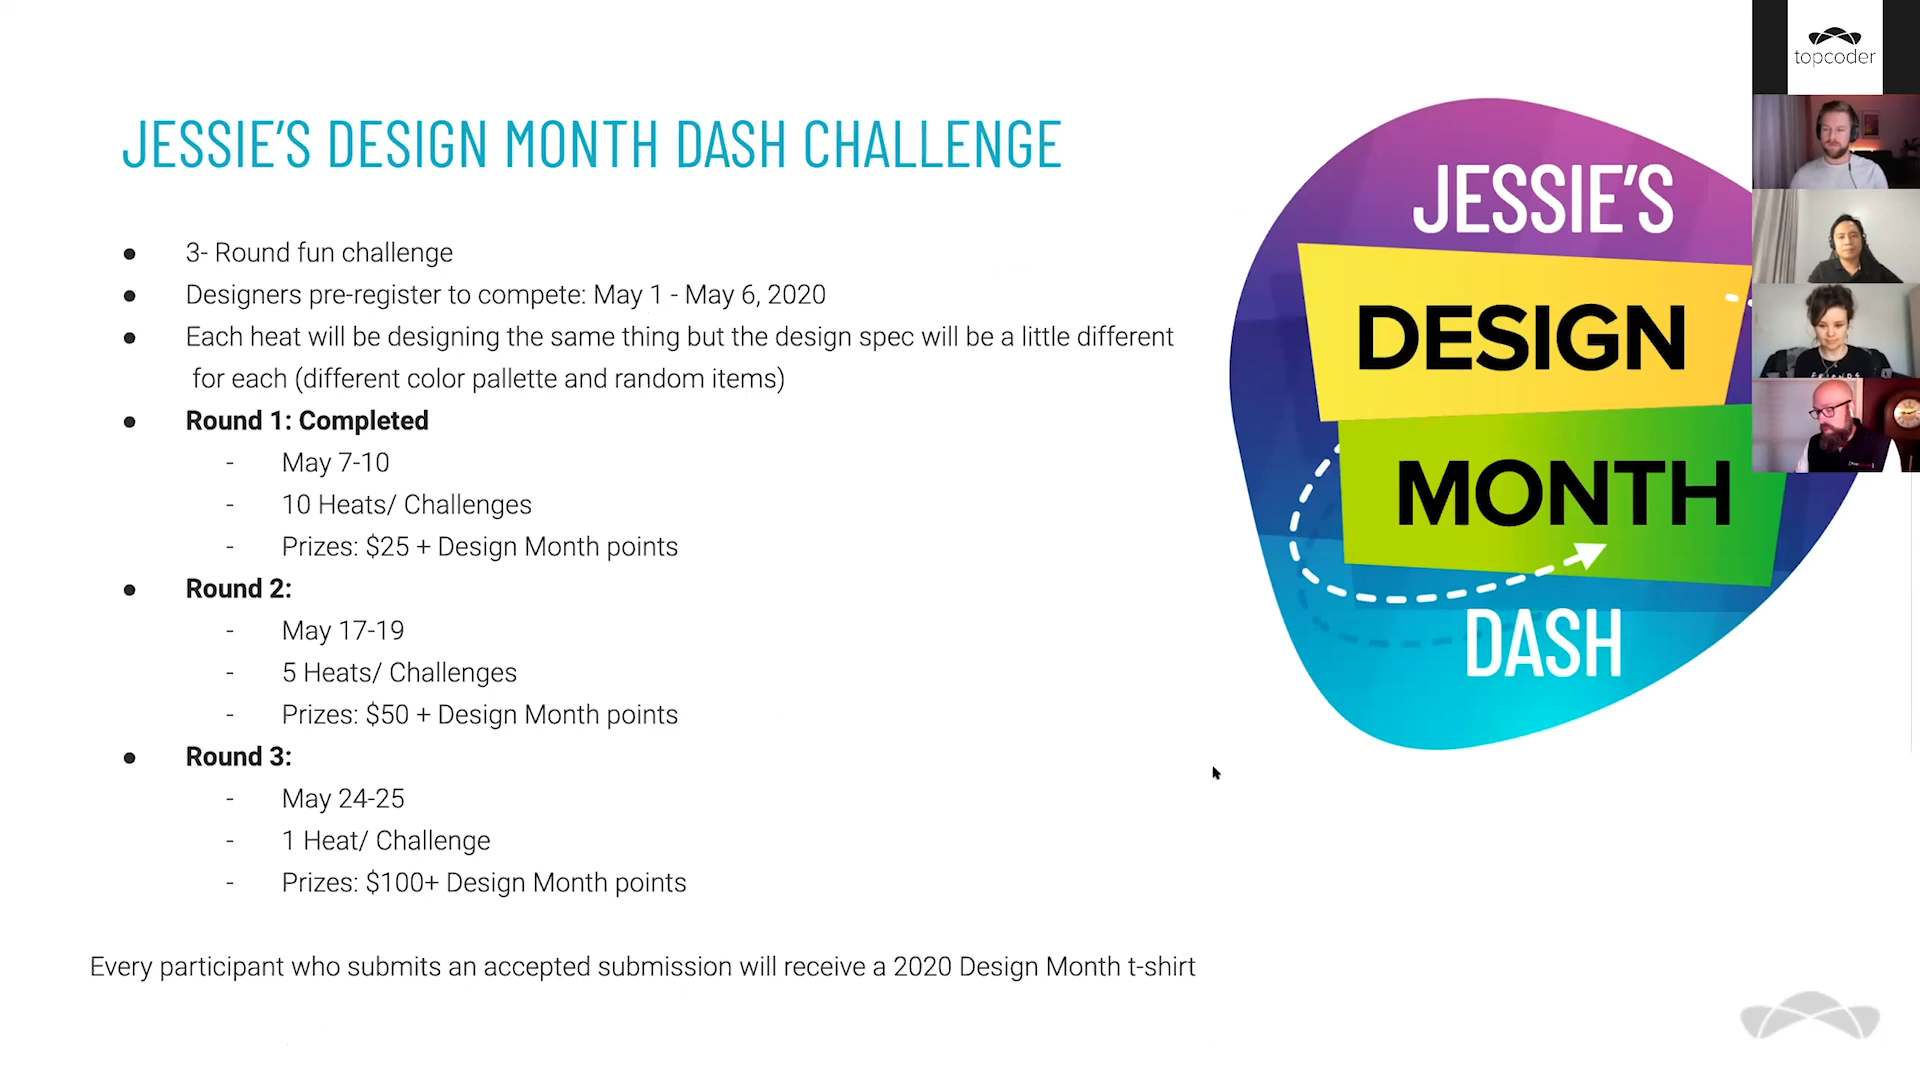 JESSIE'S DESIGN MONTH DASH CHALLENGE
● 3- Round fun challenge
● Designers pre-register to compete: May 1 - May 6, 2020
● Each heat will be designing the same thing but the design spec will be a little different
for each (different color pallette and random items)
● Round 1: Completed
- May 7-10
- 10 Heats/ Challenges
- Prizes: $25 + Design Month points
● Round 2:
- May 17-19
- 5 Heats/ Challenges
- Prizes: $50 + Design Month points
● Round 3:
- May 24-25
- 1 Heat/ Challenge
- Prizes: $100+ Design Month points
Every participant who submits an accepted submission will receive a 2020 Design Month t-shirt
JESSIE'S
DESIGN
MONTH
DASH
topcoder